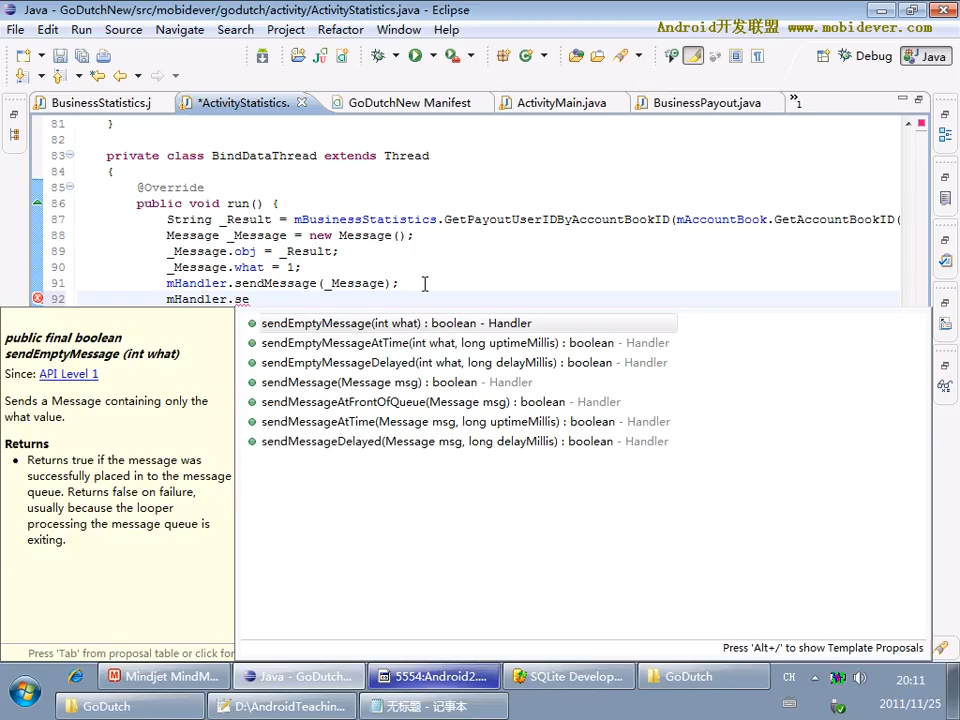 Java - GoDutchNew/src/mobidever/godutch/activity/ActivityStatistics.java - Eclipse
File Edit Run Source Navigate Search Project Refactor Window Help
Android开发联盟 www.mobidever.com
Debug Java
BusinessStatistics.j *ActivityStatistics. GoDutchNew Manifest ActivityMain.java BusinessPayout.java »1
81 }
82
83 private class BindDataThread extends Thread
84 {
85 @Override
86 public void run() {
87 String _Result = mBusinessStatistics.GetPayoutUserIDByAccountBookID(mAccountBook.GetAccountBookID(
88 Message _Message = new Message();
89 _Message.obj = _Result;
90 _Message.what = 1;
91 mHandler.sendMessage(_Message);
92 mHandler.se
public final boolean
sendEmptyMessage (int what)
Since: API Level 1
Sends a Message containing only the
what value.
Returns
Returns true if the message was
successfully placed in to the message
queue. Returns false on failure,
usually because the looper
processing the message queue is
exiting.
Press 'Tab' from proposal table or click for
sendEmptyMessage(int what) : boolean - Handler
sendEmptyMessageAtTime(int what, long uptimeMillis) : boolean - Handler
sendEmptyMessageDelayed(int what, long delayMillis) : boolean - Handler
sendMessage(Message msg) : boolean - Handler
sendMessageAtFrontOfQueue(Message msg) : boolean - Handler
sendMessageAtTime(Message msg, long uptimeMillis) : boolean - Handler
sendMessageDelayed(Message msg, long delayMillis) : boolean - Handler
Press 'Alt+/' to show Template Proposals
Mindjet MindM... Java - GoDutch... 5554:Android2.... SQLite Develop... GoDutch CH 20:11
GoDutch D:\AndroidTeachin... 无标题 - 记事本 2011/11/25